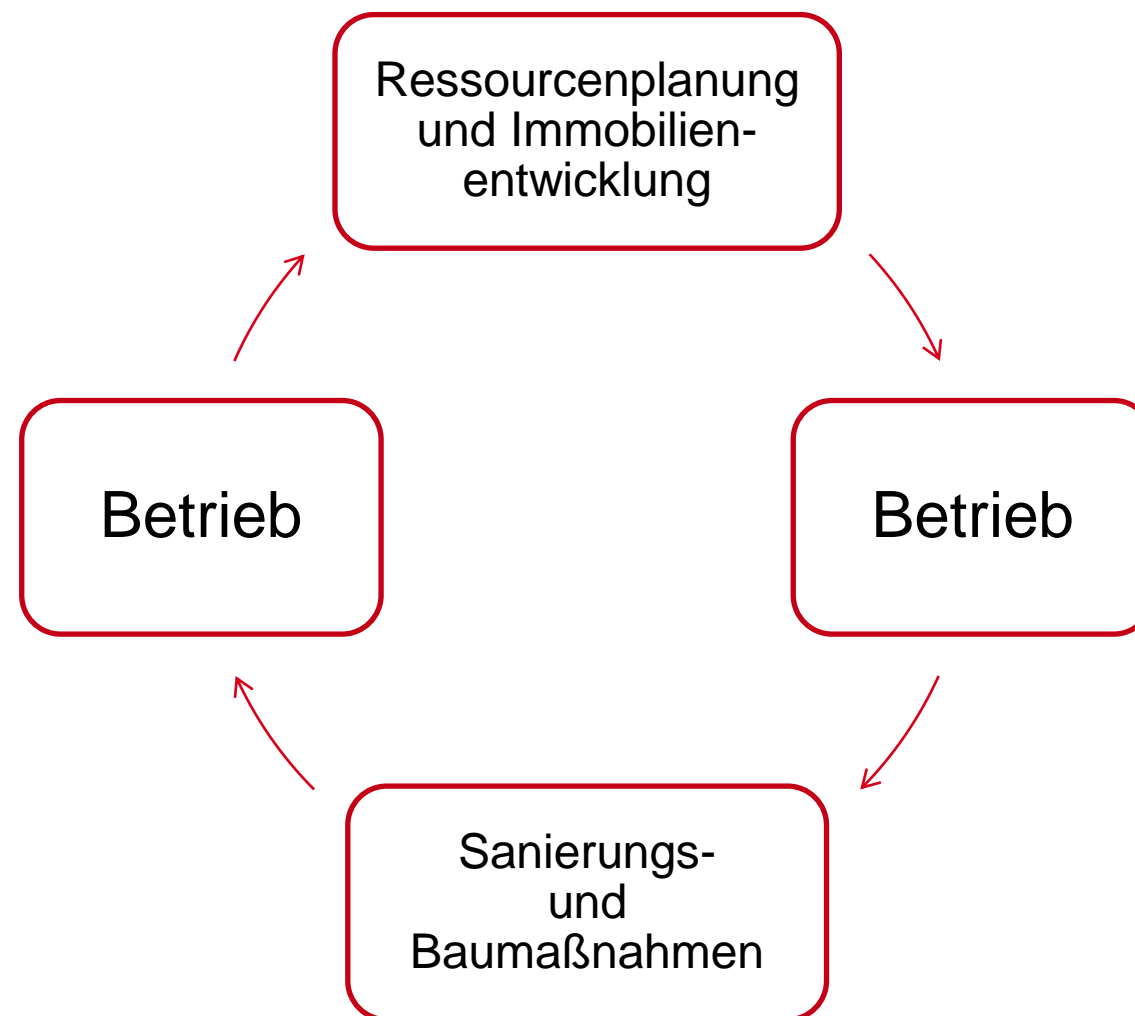 Ressourcenplanung
und Immobilien-
entwicklung
Betrieb
Betrieb
Sanierungs-
und
Baumaßnahmen